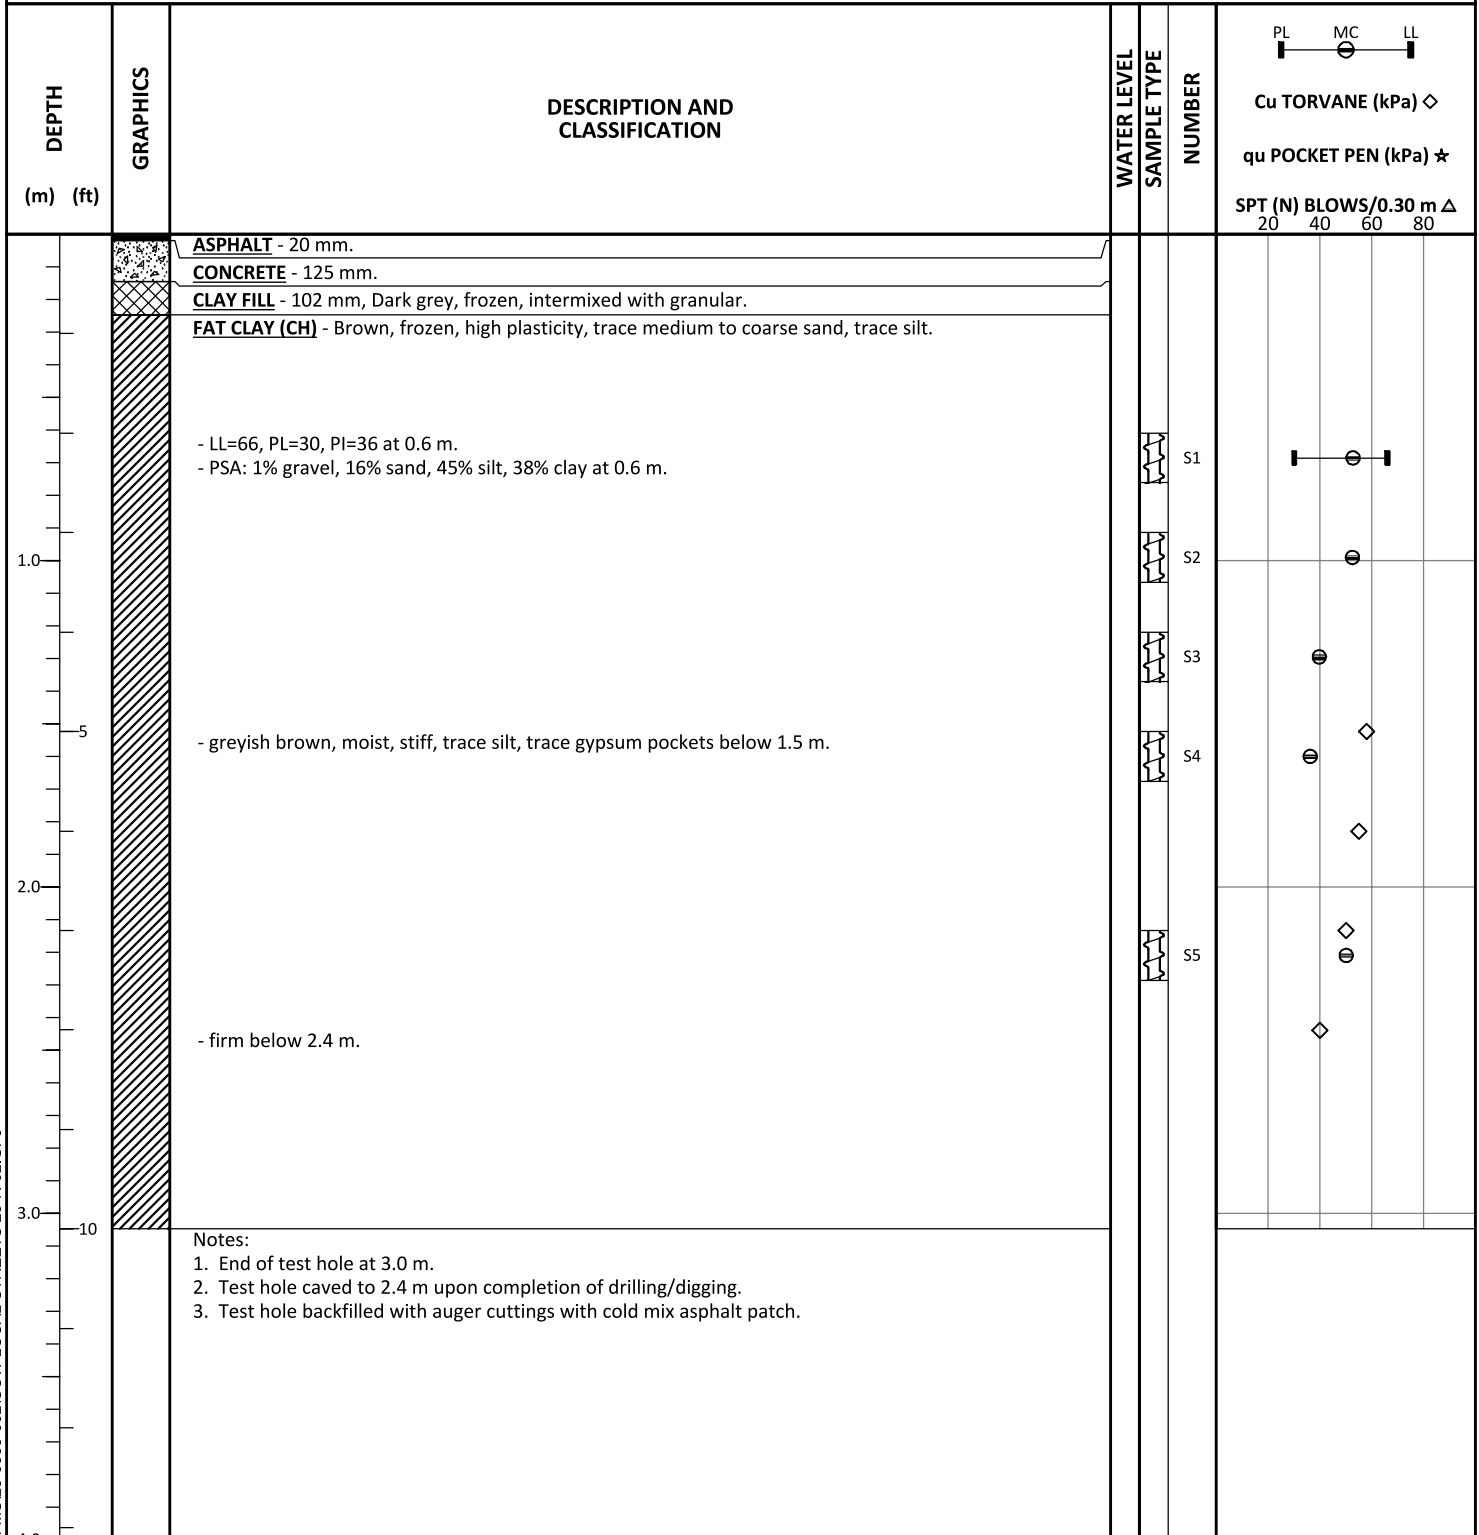 DEPTH
(m) (ft)
GRAPHICS
DESCRIPTION AND
CLASSIFICATION
WATER LEVEL
SAMPLE TYPE
NUMBER
PL MC LL
Cu TORVANE (kPa)
qu POCKET PEN (kPa)
SPT (N) BLOWS/0.30 m
20 40 60 80
ASPHALT - 20 mm.
CONCRETE - 125 mm.
CLAY FILL - 102 mm, Dark grey, frozen, intermixed with granular.
FAT CLAY (CH) - Brown, frozen, high plasticity, trace medium to coarse sand, trace silt.
- LL=66, PL=30, PI=36 at 0.6 m.
- PSA: 1% gravel, 16% sand, 45% silt, 38% clay at 0.6 m.
S1
1.0
S2
S3
5
- greyish brown, moist, stiff, trace silt, trace gypsum pockets below 1.5 m.
S4
2.0
S5
- firm below 2.4 m.
3.0
10
Notes:
1. End of test hole at 3.0 m.
2. Test hole caved to 2.4 m upon completion of drilling/digging.
3. Test hole backfilled with auger cuttings with cold mix asphalt patch.